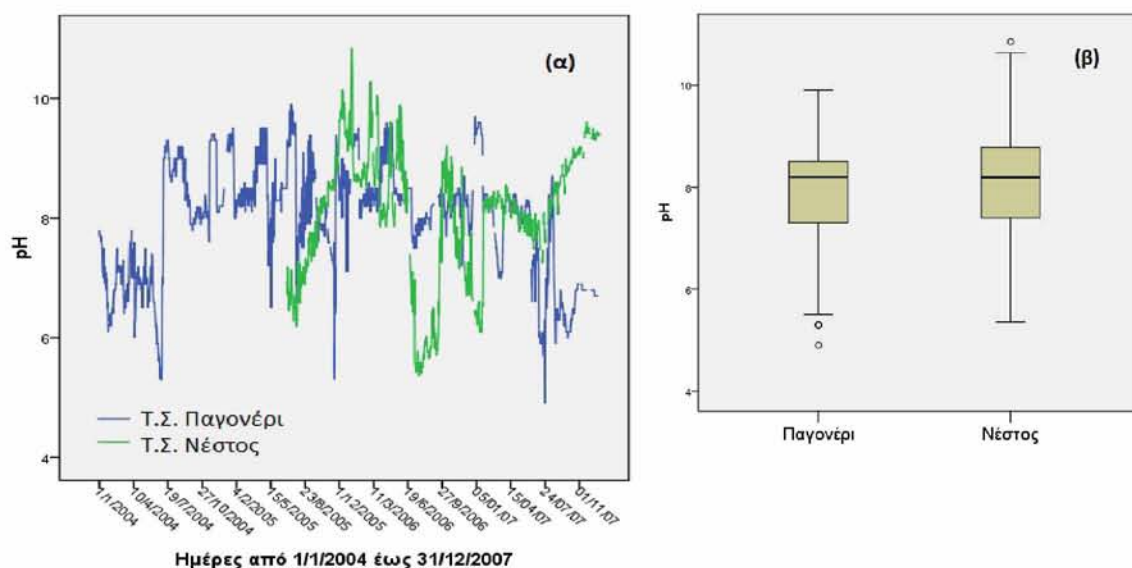 (α)
pH
10
8
6
4
Τ.Σ. Παγονέρι
Τ.Σ. Νέστος
1/1/2004
10/4/2004
19/7/2004
27/10/2004
4/2/2005
15/5/2005
23/8/2005
1/12/2005
11/3/2006
19/6/2006
27/9/2006
05/01/07
15/04/07
24/07/07
01/11/07
Ημέρες από 1/1/2004 έως 31/12/2007
(β)
pH
10
8
6
4
Παγονέρι
Νέστος